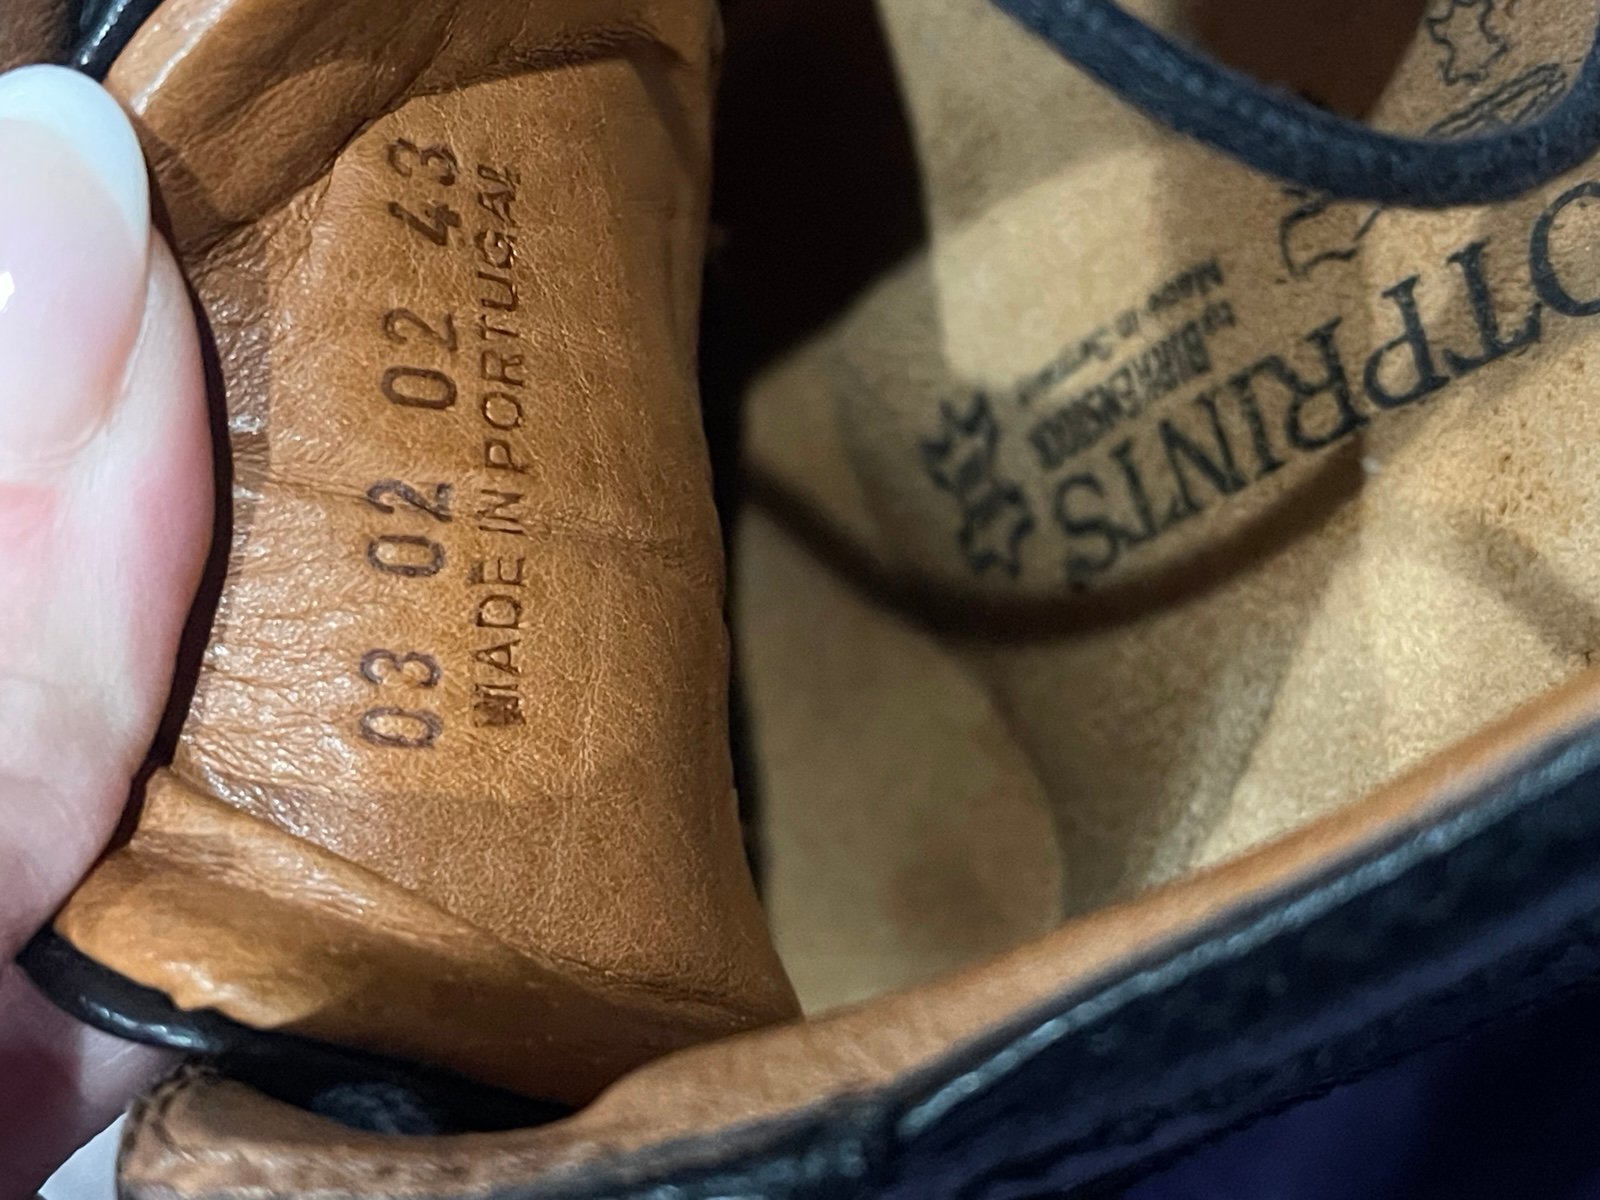 03 02 02 43
MADE IN PORTUGAL
OTPRINTS
by BIRKENSTOCK
Made in Germany